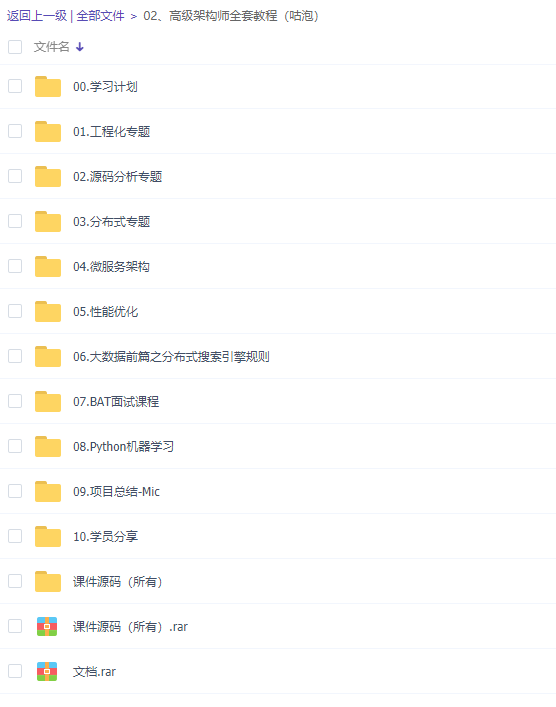 返回上一级 | 全部文件 > 02、高级架构师全套教程（咕泡）
文件名
00.学习计划
01.工程化专题
02.源码分析专题
03.分布式专题
04.微服务架构
05.性能优化
06.大数据前篇之分布式搜索引擎规则
07.BAT面试课程
08.Python机器学习
09.项目总结-Mic
10.学员分享
课件源码（所有）
课件源码（所有）.rar
文档.rar